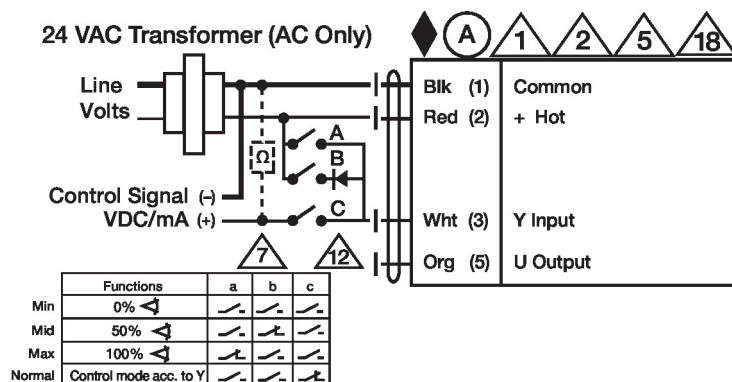 24 VAC Transformer (AC Only)
A 1 2 5 18
Line
Volts
Blk (1) Common
Red (2) + Hot
A
B
C
Ω
Control Signal (–)
VDC/mA (+)
Wht (3) Y Input
7 12
Org (5) U Output
Functions a b c
Min 0%
Mid 50%
Max 100%
Normal Control mode acc. to Y